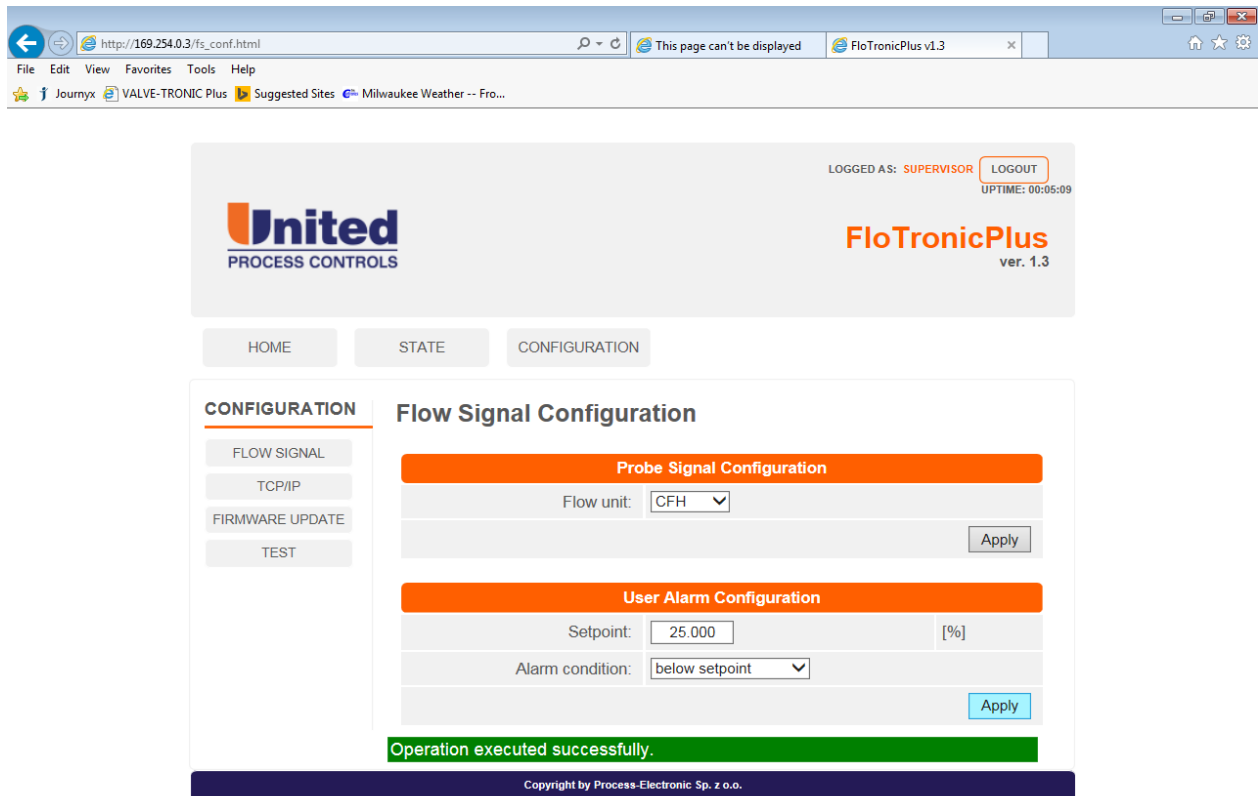 http://169.254.0.3/fs_conf.html
This page can't be displayed
FloTronicPlus v1.3
File Edit View Favorites Tools Help
Journyx VALVE-TRONIC Plus Suggested Sites Milwaukee Weather -- Fro...
LOGGED AS: SUPERVISOR LOGOUT
UPTIME: 00:05:09
United
PROCESS CONTROLS
FloTronicPlus
ver. 1.3
HOME STATE CONFIGURATION
CONFIGURATION
FLOW SIGNAL
TCP/IP
FIRMWARE UPDATE
TEST
Flow Signal Configuration
Probe Signal Configuration
Flow unit: CFH
Apply
User Alarm Configuration
Setpoint: 25.000 [%]
Alarm condition: below setpoint
Apply
Operation executed successfully.
Copyright by Process-Electronic Sp. z o.o.